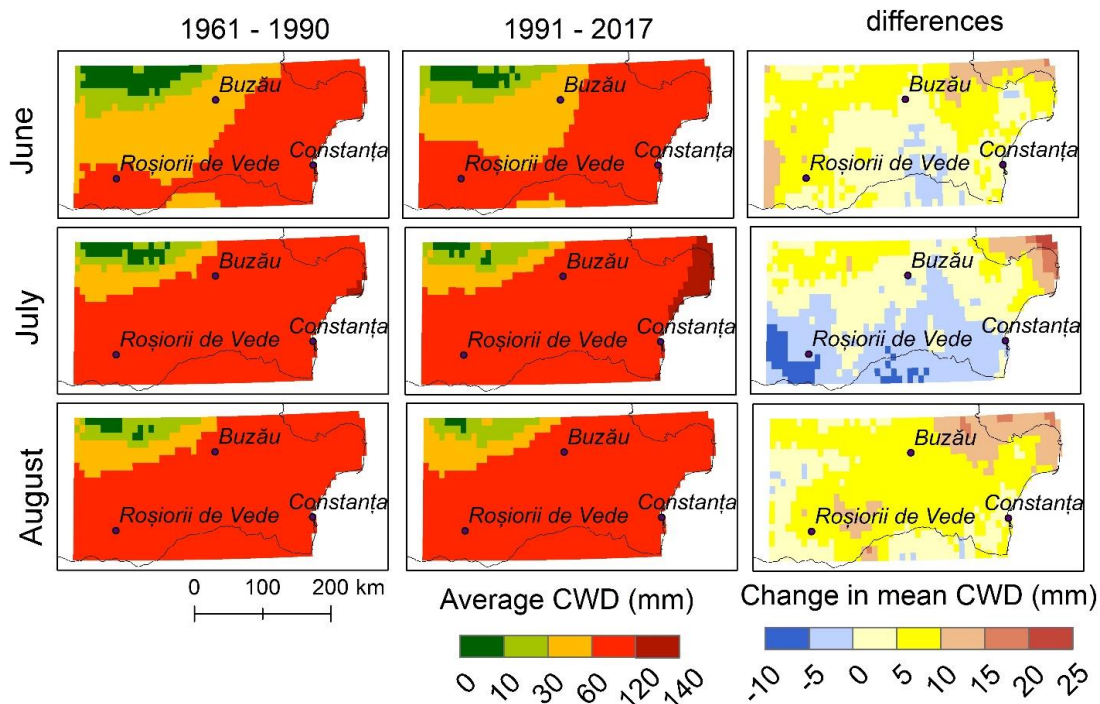 1961 - 1990
1991 - 2017
differences
June
Buzău
Roșiorii de Vede
Constanța
Buzău
Roșiorii de Vede
Constanța
Buzău
Roșiorii de Vede
Constanța
July
Buzău
Roșiorii de Vede
Constanța
Buzău
Roșiorii de Vede
Constanța
Buzău
Roșiorii de Vede
Constanța
August
Buzău
Roșiorii de Vede
Constanța
Buzău
Roșiorii de Vede
Constanța
Buzău
Roșiorii de Vede
Constanța
0 100 200 km
Average CWD (mm)
0 10 30 60 120 140
Change in mean CWD (mm)
-10 -5 0 5 10 15 20 25